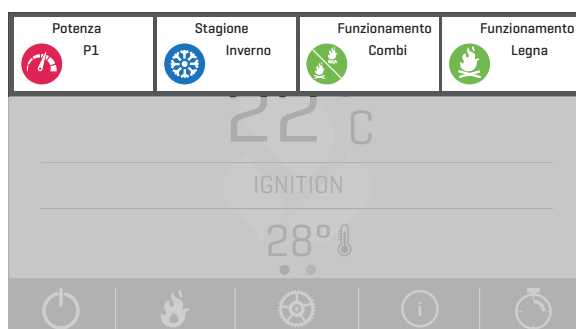 Potenza
P1
Stagione
Inverno
Funzionamento
Combi
Funzionamento
Legna
22° C
IGNITION
28°
i